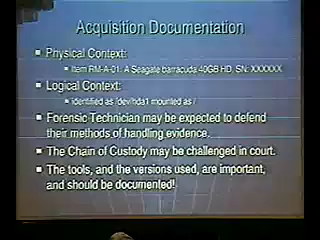 Acquisition Documentation
Physical Context:
Item RM-A-01: A Seagate barracuda 40GB HD, SN: XXXXXX
Logical Context:
Identified as /dev/hda1 mounted as /
Forensic Technician may be expected to defend
their methods of handling evidence.
The Chain of Custody may be challenged in court.
The tools, and the versions used, are important,
and should be documented!